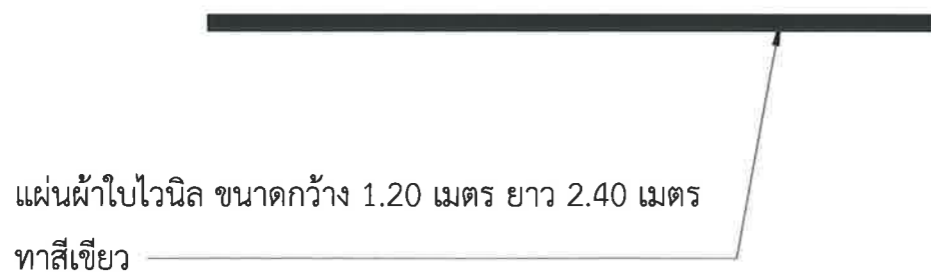 แผ่นผ้าใบไวนิล ขนาดกว้าง 1.20 เมตร ยาว 2.40 เมตร
ทาสีเขียว